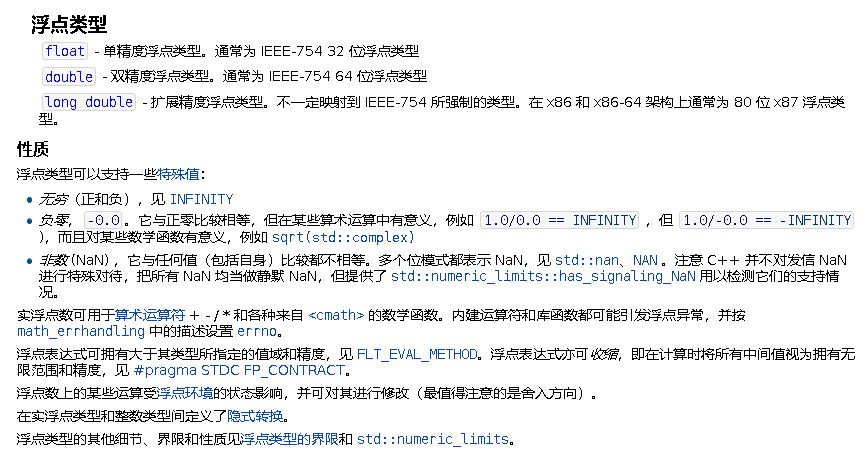 浮点类型
float - 单精度浮点类型。通常为 IEEE-754 32 位浮点类型
double - 双精度浮点类型。通常为 IEEE-754 64 位浮点类型
long double - 扩展精度浮点类型。不一定映射到 IEEE-754 所强制的类型。在 x86 和 x86-64 架构上通常为 80 位 x87 浮点类
型。
性质
浮点类型可以支持一些特殊值：
• 无穷（正和负），见 INFINITY
• 负零， -0.0 。它与正零比较相等，但在某些算术运算中有意义，例如 1.0/0.0 == INFINITY ，但 1.0/-0.0 == -INFINITY
），而且对某些数学函数有意义，例如 sqrt(std::complex)
• 非数(NaN)，它与任何值（包括自身）比较都不相等。多个位模式都表示 NaN，见 std::nan、NAN 。注意 C++ 并不对发信 NaN
进行特殊对待，把所有 NaN 均当做静默 NaN，但提供了 std::numeric_limits::has_signaling_NaN 用以检测它们的支持情
况。
实浮点数可用于算术运算符 + - / * 和各种来自 <cmath> 的数学函数。内建运算符和库函数都可能引发浮点异常，并按
math_errhandling 中的描述设置 errno。
浮点表达式可拥有大于其类型所指定的值域和精度，见 FLT_EVAL_METHOD。浮点表达式亦可收缩，即在计算时将所有中间值视为拥有无
限范围和精度，见 #pragma STDC FP_CONTRACT。
浮点数上的某些运算受浮点环境的状态影响，并可对其进行修改（最值得注意的是舍入方向）。
在实浮点类型和整数类型间定义了隐式转换。
浮点类型的其他细节、界限和性质见浮点类型的界限和 std::numeric_limits。